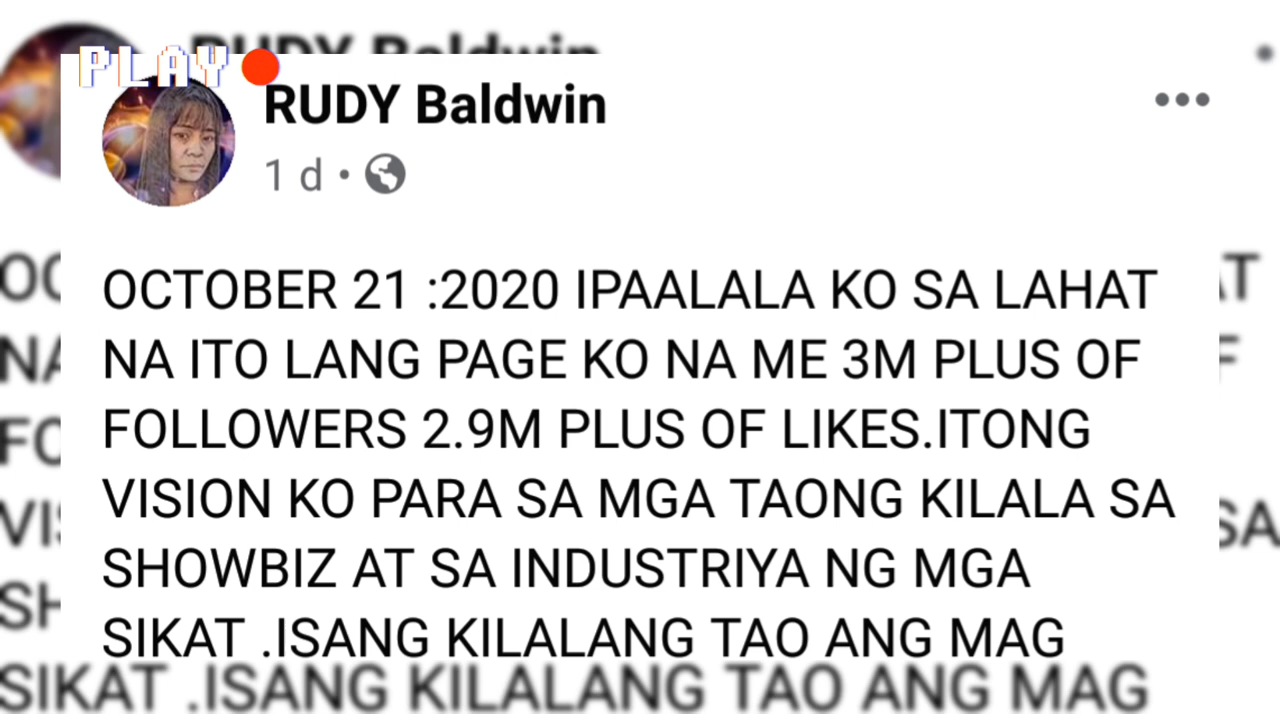 PLAY
RUDY Baldwin
1 d •
OCTOBER 21 :2020 IPAALALA KO SA LAHAT
NA ITO LANG PAGE KO NA ME 3M PLUS OF
FOLLOWERS 2.9M PLUS OF LIKES.ITONG
VISION KO PARA SA MGA TAONG KILALA SA
SHOWBIZ AT SA INDUSTRIYA NG MGA
SIKAT .ISANG KILALANG TAO ANG MAG
SIKAT .ISANG KILALANG TAO ANG MAG